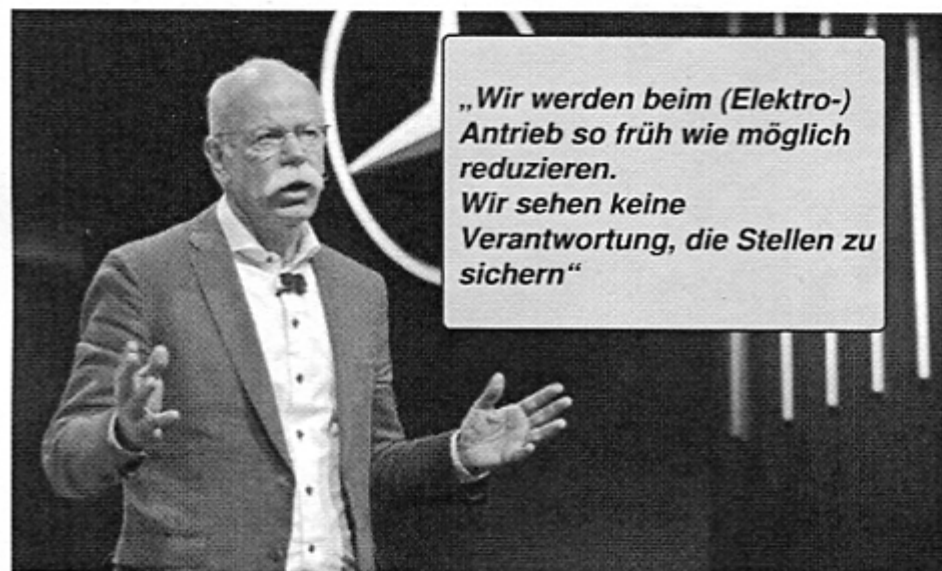 „Wir werden beim (Elektro-)
Antrieb so früh wie möglich
reduzieren.
Wir sehen keine
Verantwortung, die Stellen zu
sichern“